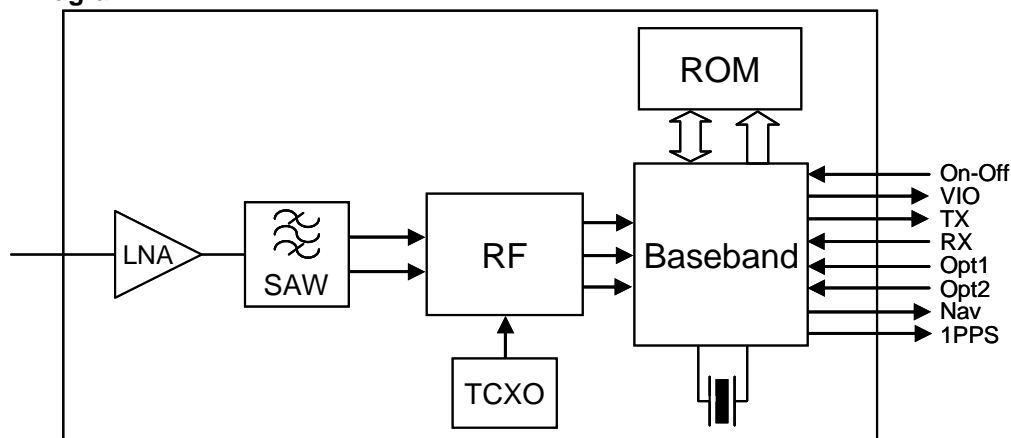 ROM
On-Off
VIO
TX
RX
Opt1
Opt2
Nav
1PPS
LNA
SAW
RF
Baseband
TCXO